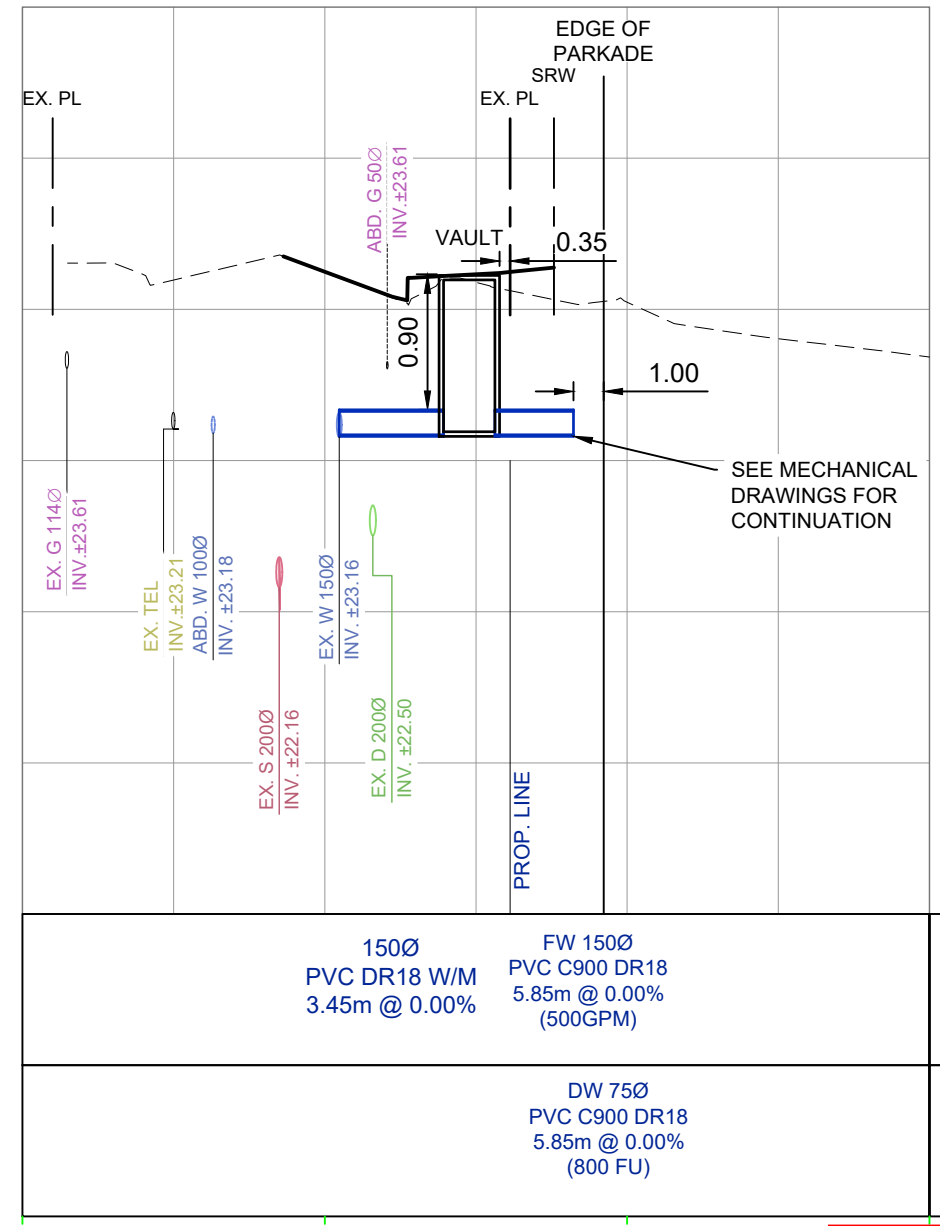 EDGE OF
PARKADE
SRW
EX. PL
EX. PL
ABD. G 50Ø
INV.±23.61
VAULT
0.35
0.90
1.00
SEE MECHANICAL
DRAWINGS FOR
CONTINUATION
EX. G 114Ø
INV.±23.61
EX. TEL
INV.±23.21
ABD. W 100Ø
INV. ±23.18
EX. S 200Ø
INV. ±22.16
EX. W 150Ø
INV. ±23.16
EX. D 200Ø
INV. ±22.50
PROP. LINE
150Ø
PVC DR18 W/M
3.45m @ 0.00%
FW 150Ø
PVC C900 DR18
5.85m @ 0.00%
(500GPM)
DW 75Ø
PVC C900 DR18
5.85m @ 0.00%
(800 FU)